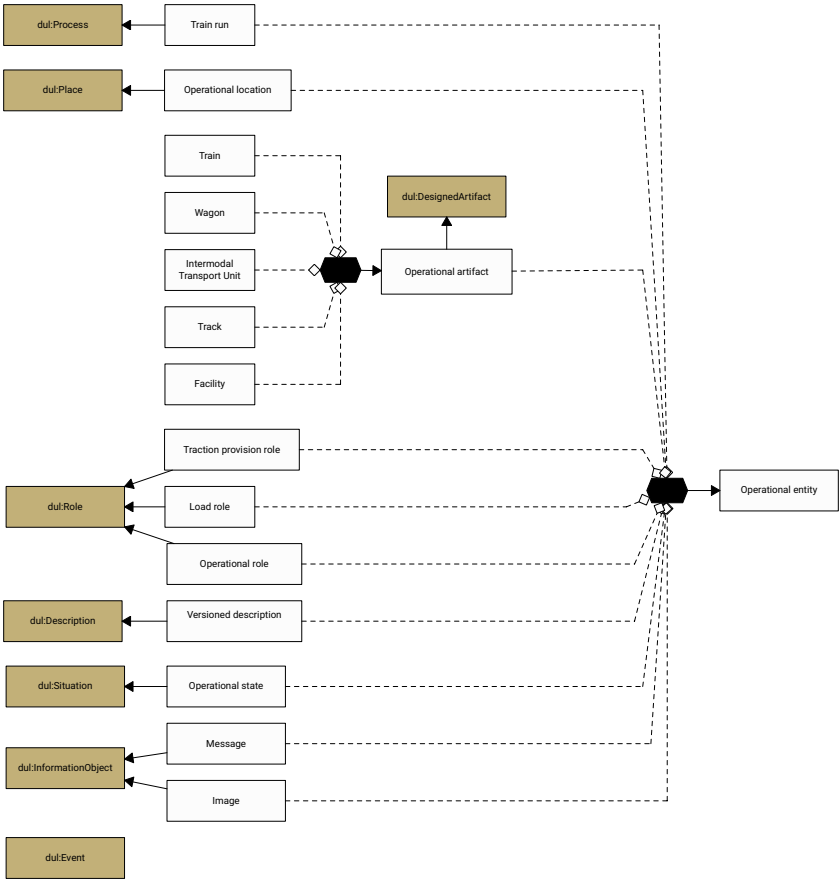 dul:Process
Train run
dul:Place
Operational location
Train
dul:DesignedArtifact
Wagon
Intermodal
Transport Unit
Operational artifact
Track
Facility
Traction provision role
dul:Role
Load role
Operational entity
Operational role
dul:Description
Versioned description
dul:Situation
Operational state
Message
dul:InformationObject
Image
dul:Event